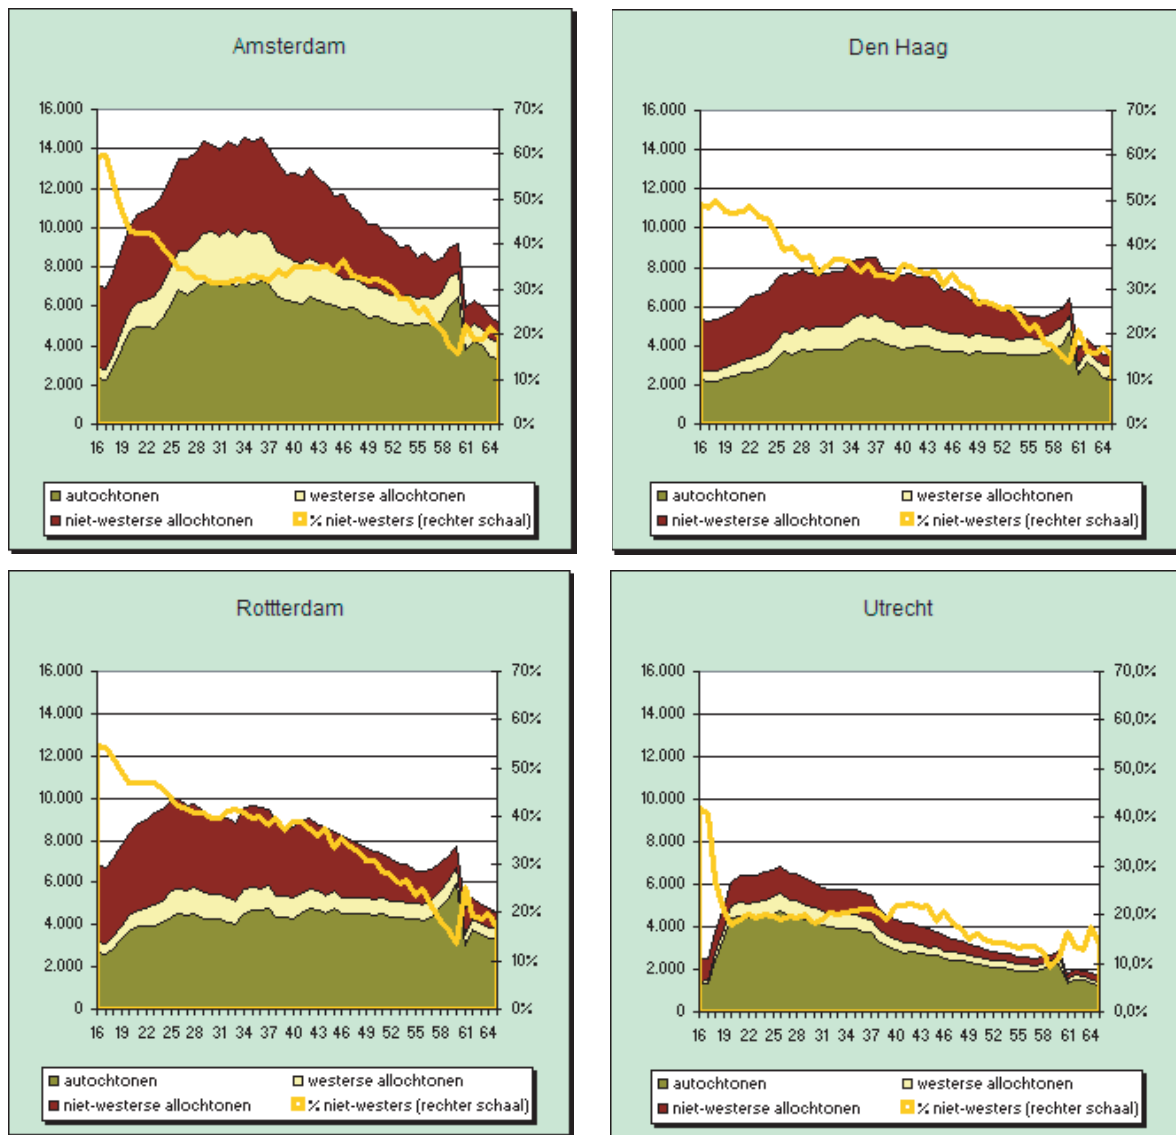 Amsterdam
16.000
14.000
12.000
10.000
8.000
6.000
4.000
2.000
0
70%
60%
50%
40%
30%
20%
10%
0%
16 19 22 25 28 31 34 37 40 43 46 49 52 55 58 61 64
autochtonen
westerse allochtonen
niet-westerse allochtonen
% niet-westers (rechter schaal)
Den Haag
16.000
14.000
12.000
10.000
8.000
6.000
4.000
2.000
0
70%
60%
50%
40%
30%
20%
10%
0%
16 19 22 25 28 31 34 37 40 43 46 49 52 55 58 61 64
autochtonen
westerse allochtonen
niet-westerse allochtonen
% niet-westers (rechter schaal)
Rottterdam
16.000
14.000
12.000
10.000
8.000
6.000
4.000
2.000
0
70%
60%
50%
40%
30%
20%
10%
0%
16 19 22 25 28 31 34 37 40 43 46 49 52 55 58 61 64
autochtonen
westerse allochtonen
niet-westerse allochtonen
% niet-westers (rechter schaal)
Utrecht
16.000
14.000
12.000
10.000
8.000
6.000
4.000
2.000
0
70,0%
60,0%
50,0%
40,0%
30,0%
20,0%
10,0%
0,0%
16 19 22 25 28 31 34 37 40 43 46 49 52 55 58 61 64
autochtonen
westerse allochtonen
niet-westerse allochtonen
% niet-westers (rechter schaal)